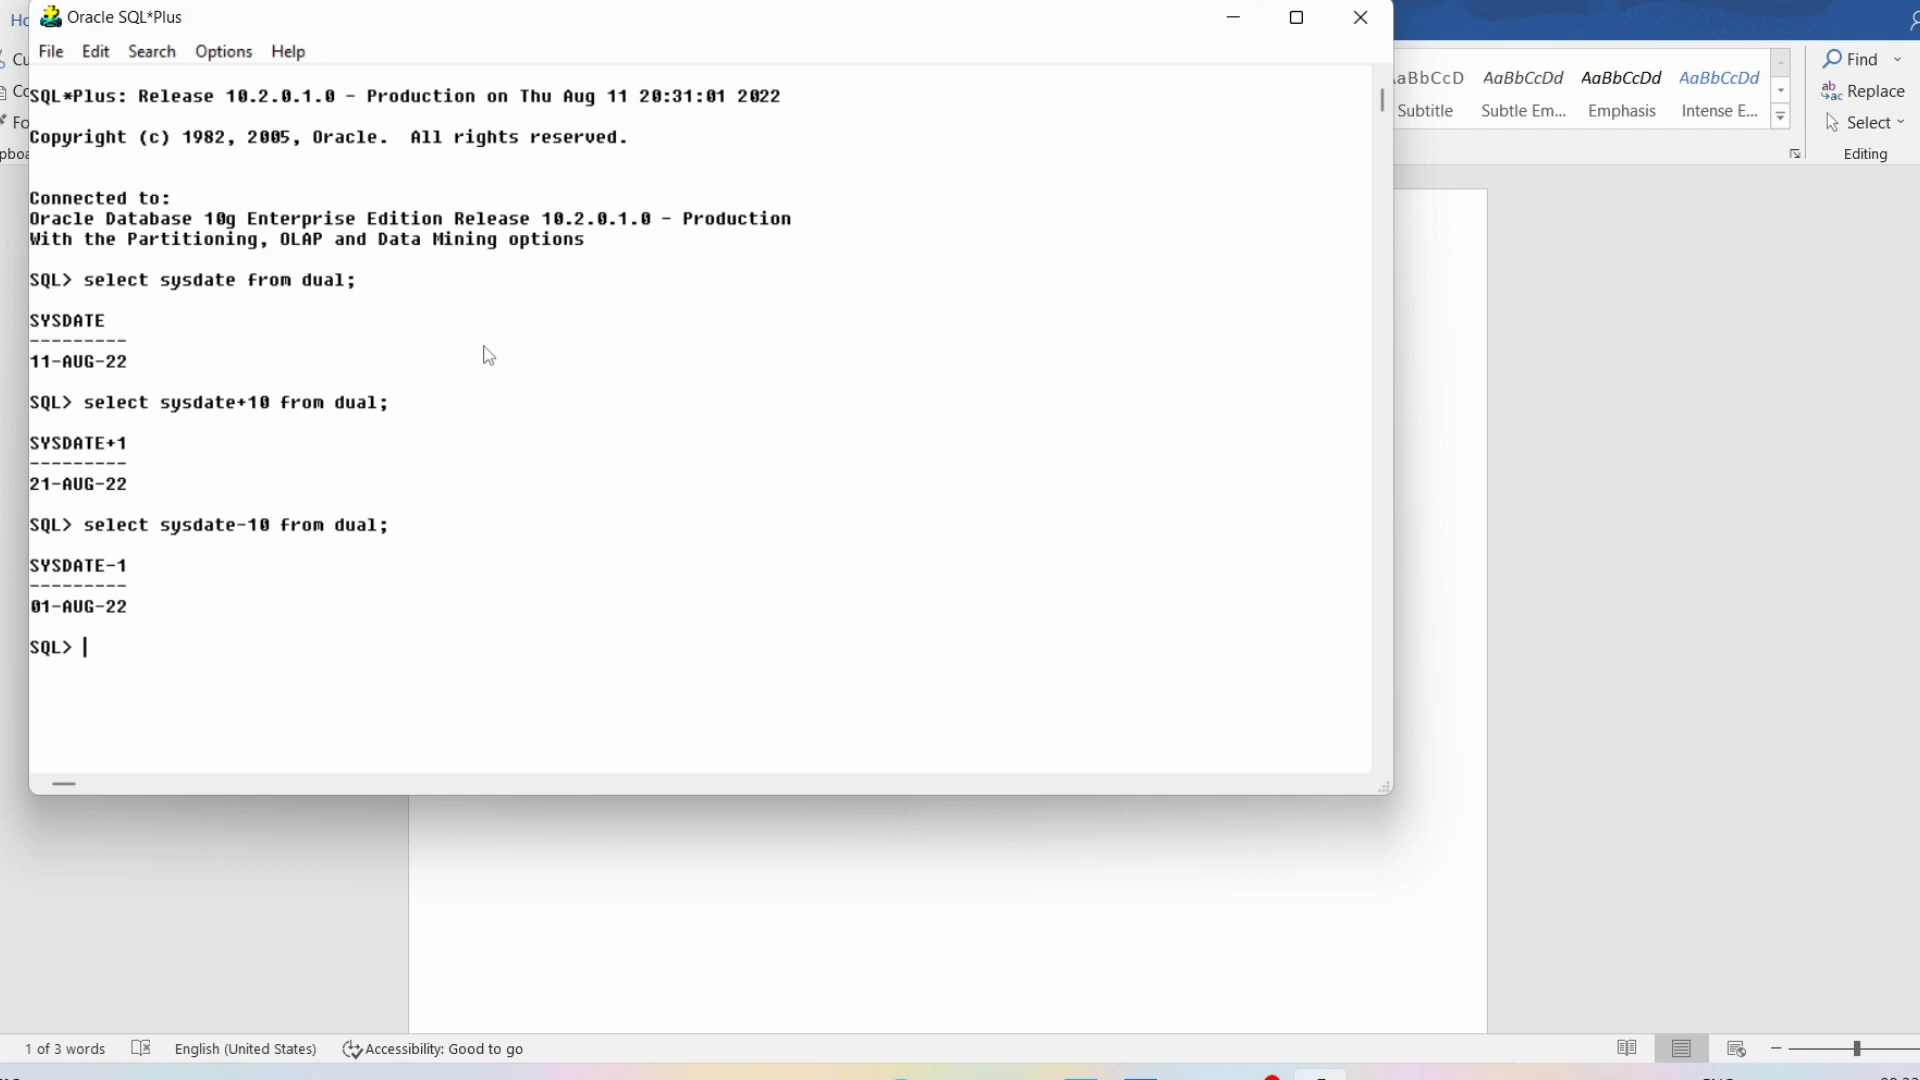 Oracle SQL*Plus
File Edit Search Options Help
SQL*Plus: Release 10.2.0.1.0 - Production on Thu Aug 11 20:31:01 2022
Copyright (c) 1982, 2005, Oracle.  All rights reserved.
Connected to:
Oracle Database 10g Enterprise Edition Release 10.2.0.1.0 - Production
With the Partitioning, OLAP and Data Mining options
SQL> select sysdate from dual;
SYSDATE
---------
11-AUG-22
SQL> select sysdate+10 from dual;
SYSDATE+1
---------
21-AUG-22
SQL> select sysdate-10 from dual;
SYSDATE-1
---------
01-AUG-22
SQL>
AaBbCcDd AaBbCcDd AaBbCcDd
Subtitle Subtle Em... Emphasis Intense E...
Find
Replace
Select
Editing
1 of 3 words English (United States) Accessibility: Good to go